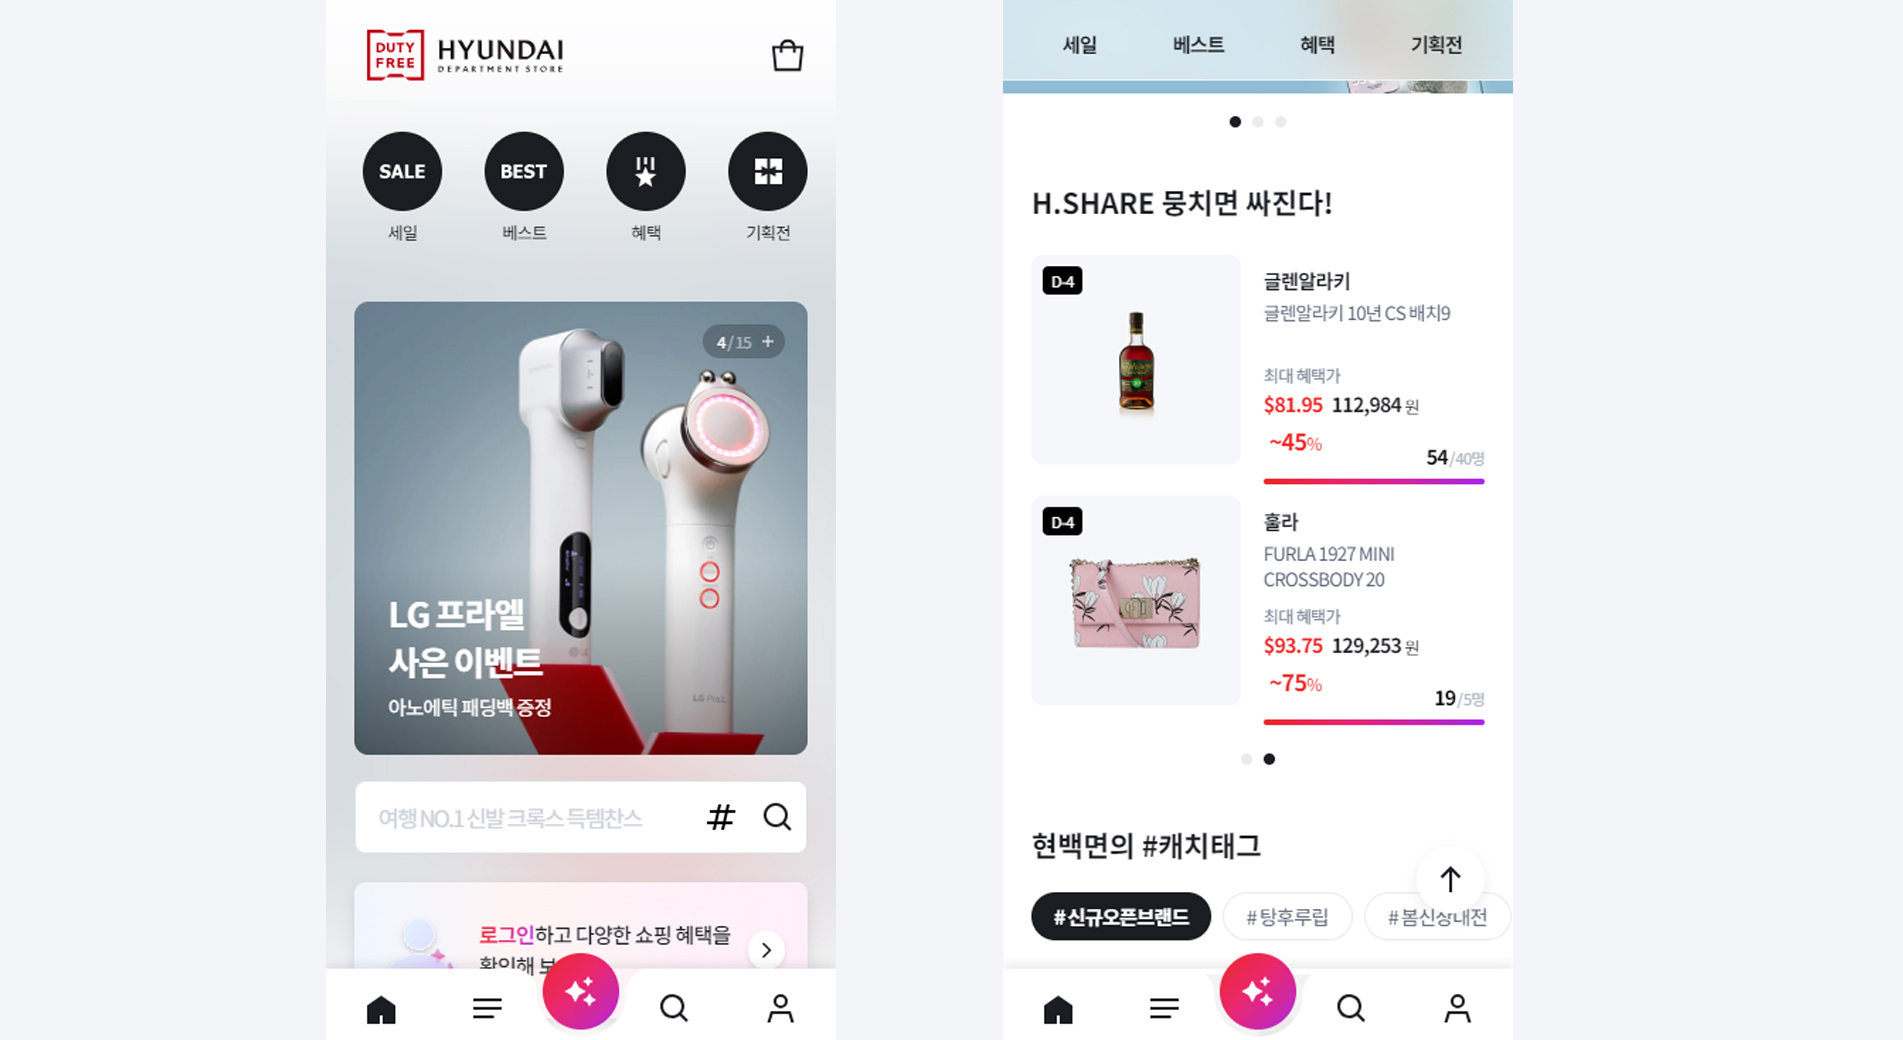 DUTY FREE
HYUNDAI
DEPARTMENT STORE
SALE
BEST
세일
베스트
혜택
기획전
4/15 +
LG 프라엘
사은 이벤트
아노에틱 패딩백 증정
LG Pra.L
여행 NO.1 신발 크록스 득템찬스
#
로그인하고 다양한 쇼핑 혜택을
확인해 보
세일
베스트
혜택
기획전
H.SHARE 뭉치면 싸진다!
D-4
글렌알라키
글렌알라키 10년 CS 배치9
최대 혜택가
$81.95 112,984 원
~45%
54/40명
D-4
훌라
FURLA 1927 MINI
CROSSBODY 20
최대 혜택가
$93.75 129,253 원
~75%
19/5명
현백면의 #캐치태그
#신규오픈브랜드
#탕후루립
#봄신상대전